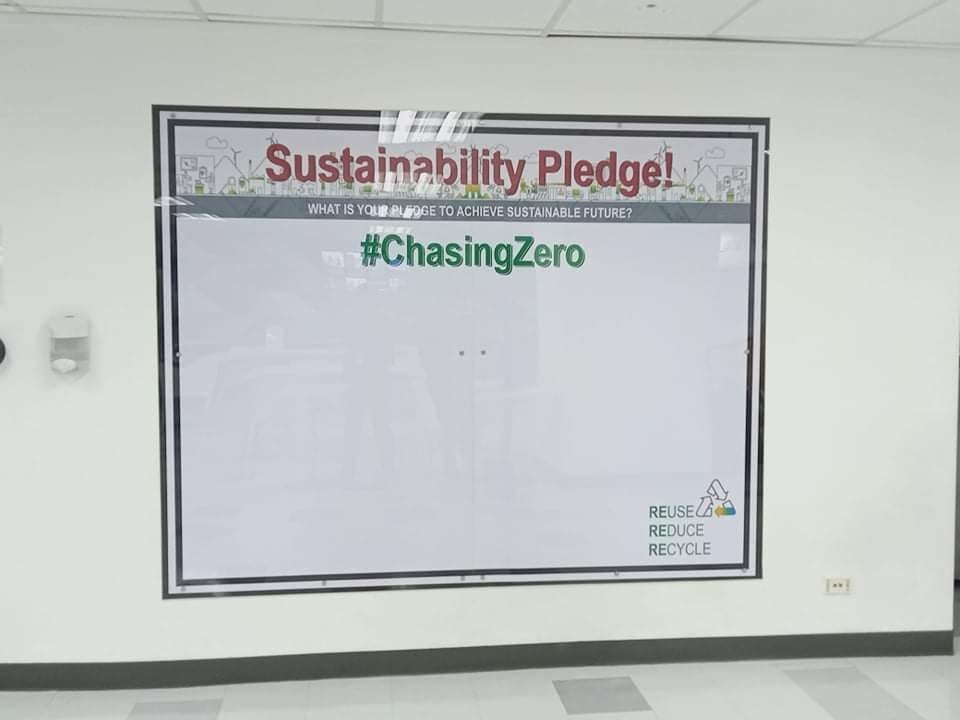 Sustainability Pledge!
WHAT IS YOUR PLEDGE TO ACHIEVE SUSTAINABLE FUTURE?
#ChasingZero
REUSE
REDUCE
RECYCLE